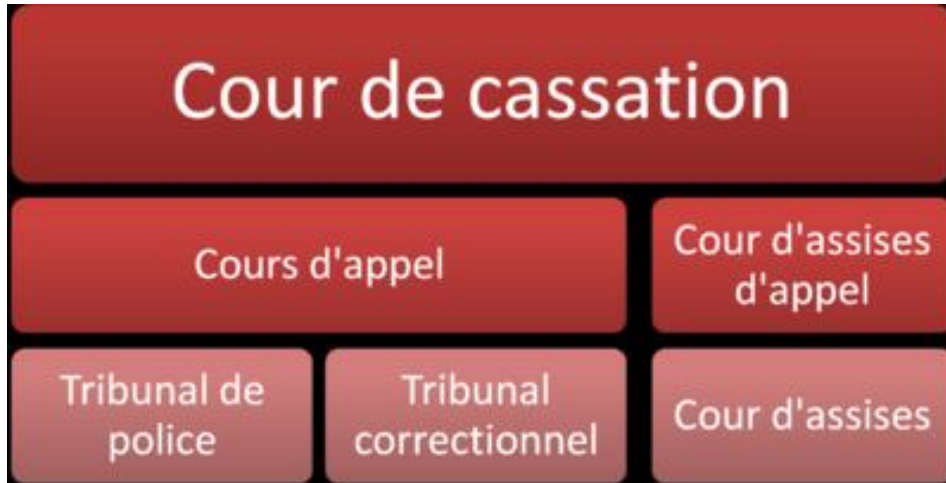 Cour de cassation
Cours d'appel
Cour d'assises
d'appel
Tribunal de
police
Tribunal
correctionnel
Cour d'assises